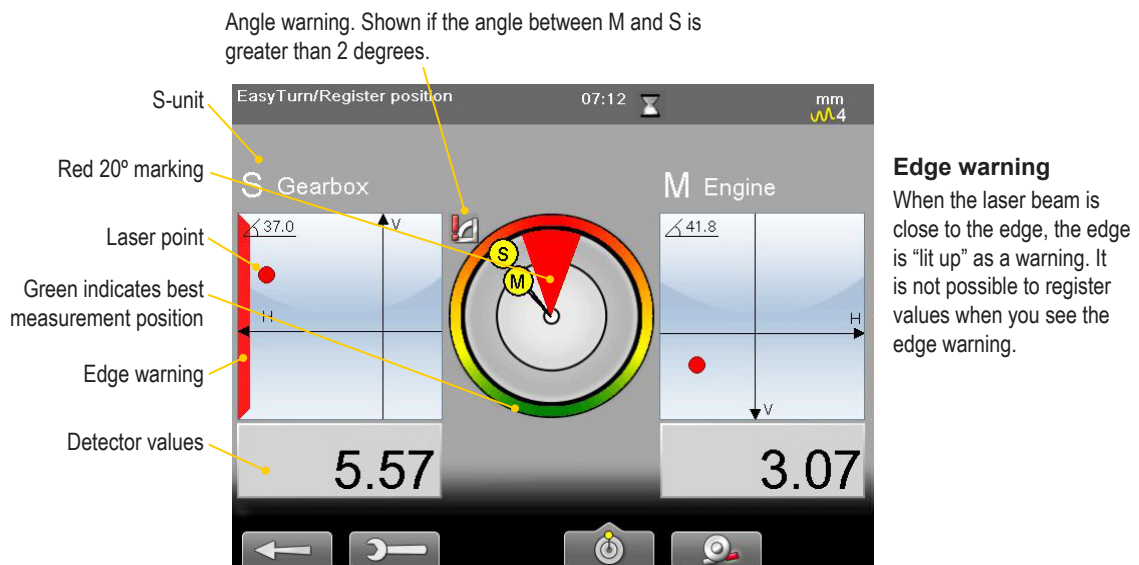 Angle warning. Shown if the angle between M and S is
greater than 2 degrees.
S-unit
Red 20º marking
Laser point
Green indicates best
measurement position
Edge warning
Detector values
EasyTurn/Register position
07:12
mm
4
S Gearbox
M Engine
37.0
V
H
S
M
41.8
H
V
5.57
3.07
Edge warning
When the laser beam is
close to the edge, the edge
is “lit up” as a warning. It
is not possible to register
values when you see the
edge warning.